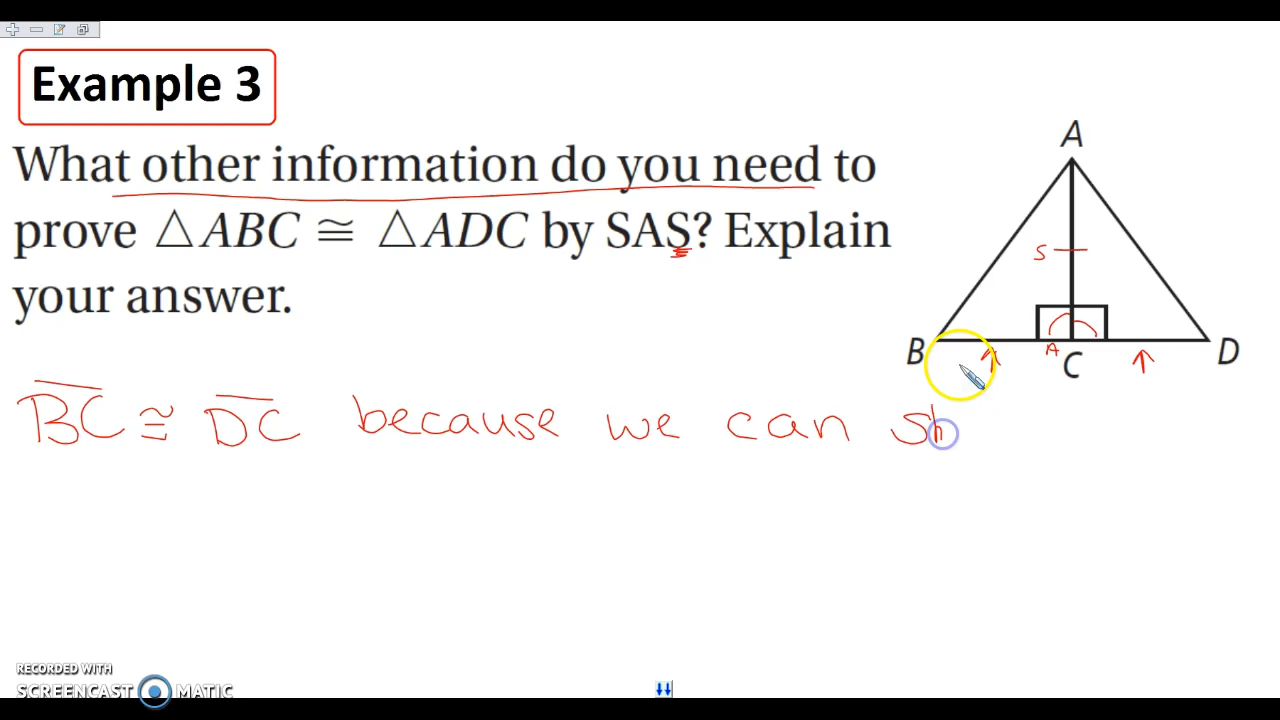 Example 3
What other information do you need to
prove △ABC ≅ △ADC by SAS? Explain
your answer.
A
S
B
A
C
D
BC ≅ DC because we can sh
RECORDED WITH
SCREENCAST MATIC